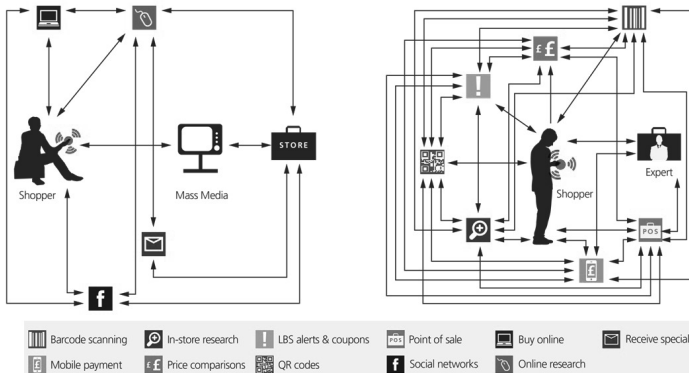 STORE
Shopper
Mass Media
f
££
!
Shopper
Expert
POS
£
Barcode scanning
In-store research
! LBS alerts & coupons
POS Point of sale
Buy online
Receive special
£ Mobile payment
££ Price comparisons
QR codes
f Social networks
Online research